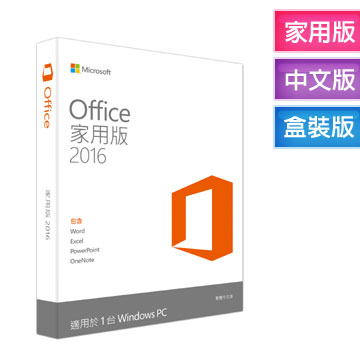 家用版
中文版
盒裝版
Microsoft
Office
家用版
2016
包含
Word
Excel
PowerPoint
OneNote
適用於 1 台 Windows PC
Office
家用版 2016